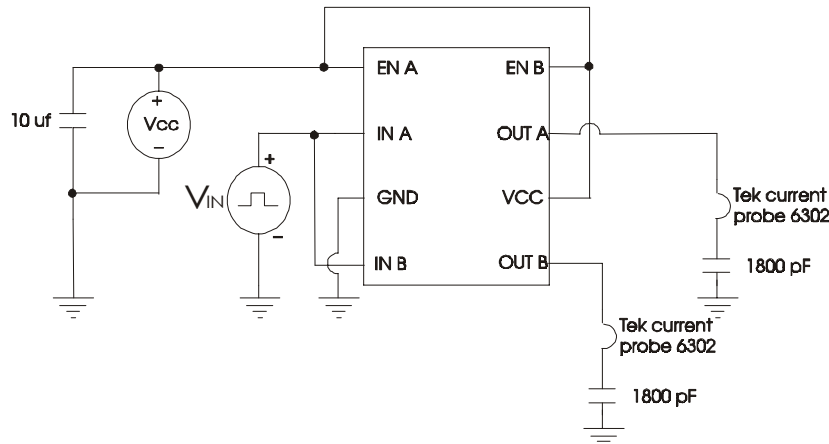 EN A
EN B
10 uf
+
Vcc
−
IN A
OUT A
+
VIN
−
GND
VCC
Tek current
probe 6302
IN B
OUT B
1800 pF
Tek current
probe 6302
1800 pF